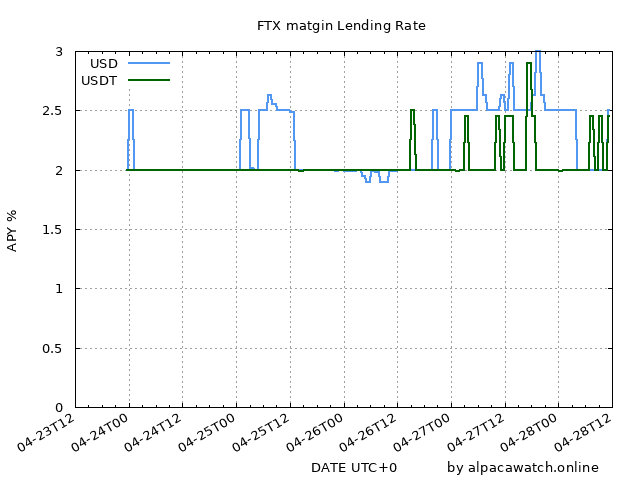 FTX matgin Lending Rate
USD
USDT
3
2.5
2
1.5
1
0.5
0
APY %
04-23T12
04-24T00
04-24T12
04-25T00
04-25T12
04-26T00
04-26T12
04-27T00
04-27T12
04-28T00
04-28T12
DATE UTC+0
by alpacawatch.online